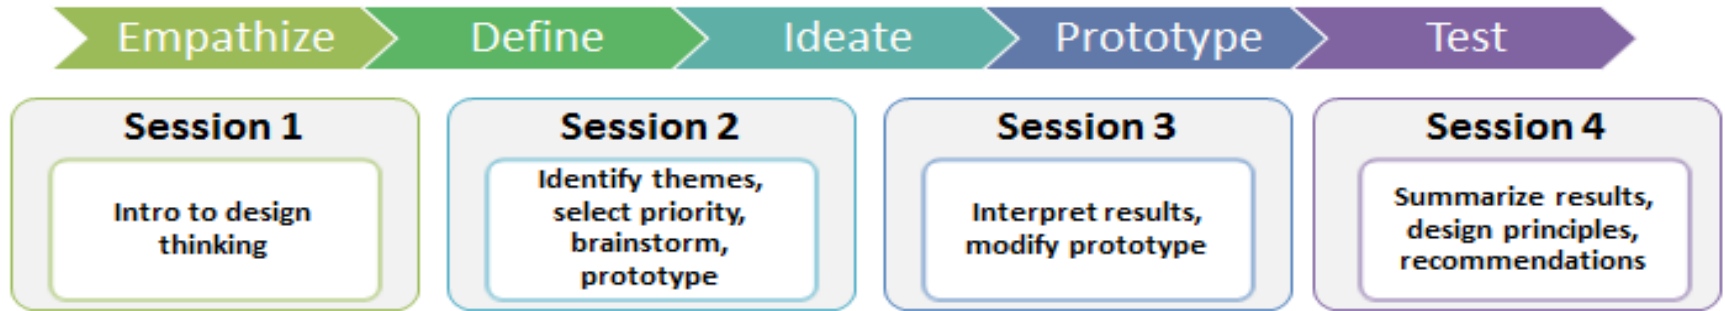 Empathize
Define
Ideate
Prototype
Test
Session 1
Intro to design
thinking
Session 2
Identify themes,
select priority,
brainstorm,
prototype
Session 3
Interpret results,
modify prototype
Session 4
Summarize results,
design principles,
recommendations